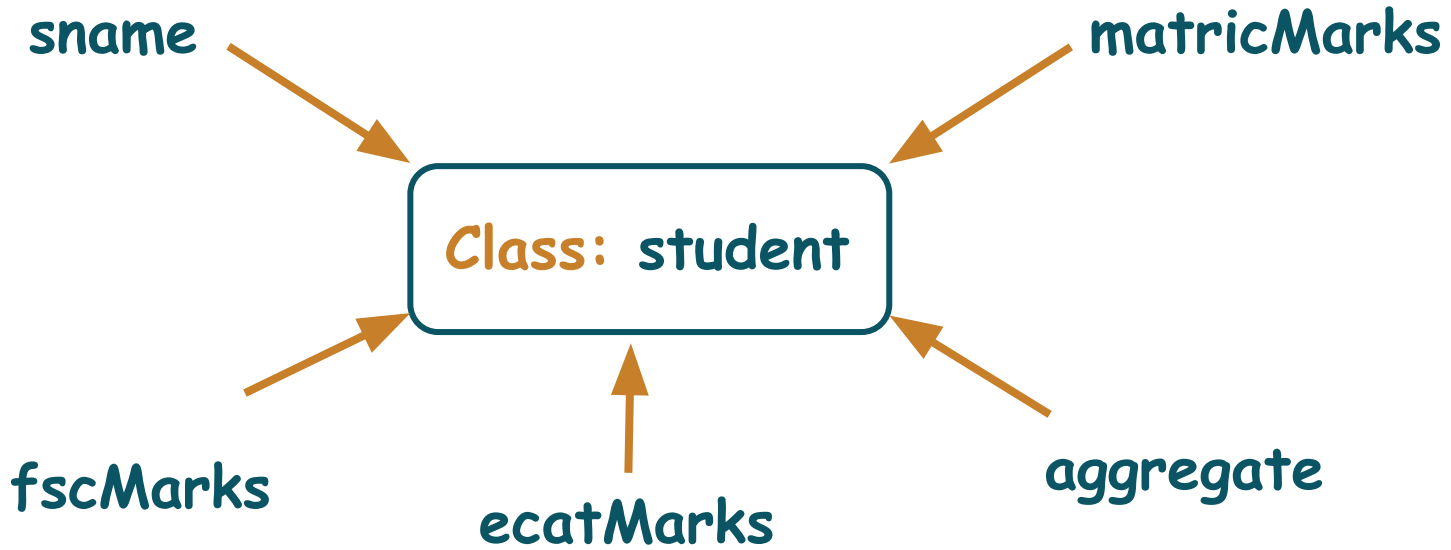 sname
matricMarks
Class: student
fscMarks
ecatMarks
aggregate